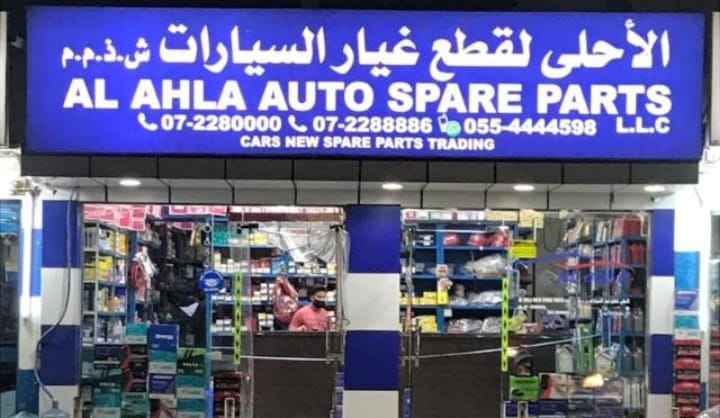 الأحلى لقطع غيار السيارات ش.ذ.م.م
AL AHLA AUTO SPARE PARTS L.L.C
07-2280000 07-2288886 055-4444598
CARS NEW SPARE PARTS TRADING